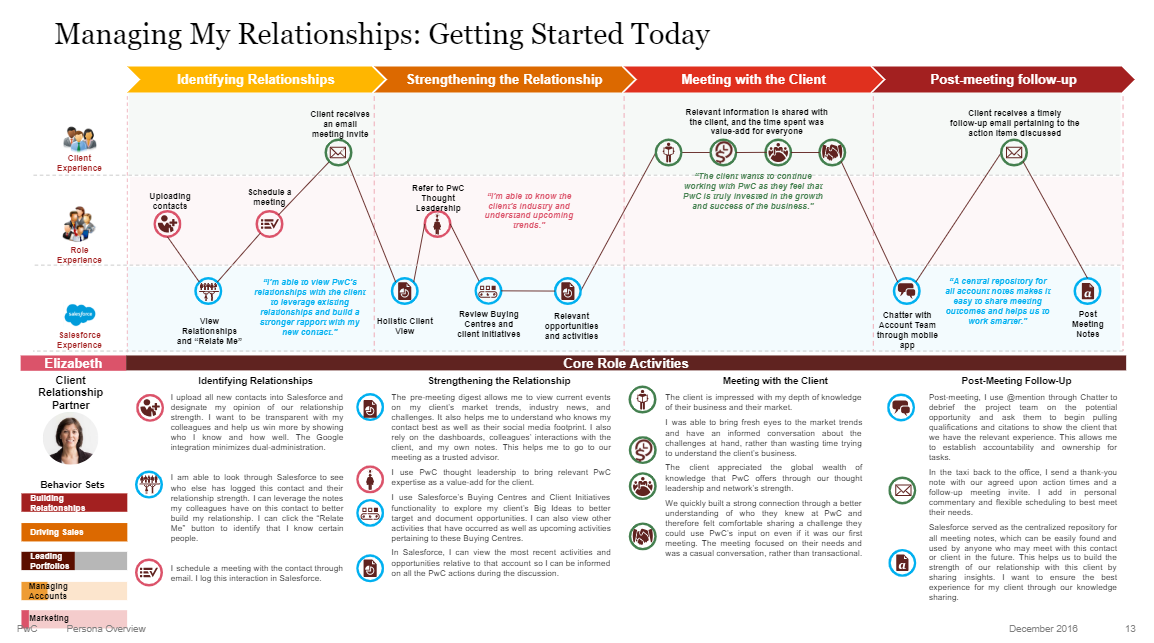 Managing My Relationships: Getting Started Today
Identifying Relationships
Strengthening the Relationship
Meeting with the Client
Post-meeting follow-up
Client
Experience
Client receives
an email
meeting invite
Relevant information is shared with
the client, and the time spent was
value-add for everyone
Client receives a timely
follow-up email pertaining to the
action items discussed
"The client wants to continue
working with PwC as they feel that
PwC is truly invested in the growth
and success of the business."
Role
Experience
Uploading
contacts
Schedule a
meeting
Refer to PwC
Thought
Leadership
"I'm able to know the
client's industry and
understand upcoming
trends."
salesforce
Salesforce
Experience
View
Relationships
and "Relate Me"
"I'm able to view PwC's
relationships with the client
to leverage existing
relationships and build a
stronger rapport with my
new contact."
Holistic Client
View
Review Buying
Centres and
client Initiatives
Relevant
opportunities
and activities
Chatter with
Account Team
through mobile
app
"A central repository for
all account notes makes it
easy to share meeting
outcomes and helps us to
work smarter."
Post
Meeting
Notes
Elizabeth
Core Role Activities
Client
Relationship
Partner
Behavior Sets
Building
Relationships
Driving Sales
Leading
Portfolios
Managing
Accounts
Marketing
Identifying Relationships
I upload all new contacts into Salesforce and
designate my opinion of our relationship
strength. I want to be transparent with my
colleagues and help us win more by showing
who I know and how well. The Google
integration minimizes dual-administration.
I am able to look through Salesforce to see
who else has logged this contact and their
relationship strength. I can leverage the notes
my colleagues have on this contact to better
build my relationship. I can click the "Relate
Me" button to identify that I know certain
people.
I schedule a meeting with the contact through
email. I log this interaction in Salesforce.
Strengthening the Relationship
The pre-meeting digest allows me to view current events
on my client's market trends, industry news, and
challenges. It also helps me to understand who knows my
contact best as well as their social media footprint. I also
rely on the dashboards, colleagues' interactions with the
client, and my own notes. This helps me to go to our
meeting as a trusted advisor.
I use PwC thought leadership to bring relevant PwC
expertise as a value-add for the client.
I use Salesforce's Buying Centres and Client Initiatives
functionality to explore my client's Big Ideas to better
target and document opportunities. I can also view other
activities that have occurred as well as upcoming activities
pertaining to these Buying Centres.
In Salesforce, I can view the most recent activities and
opportunities relative to that account so I can be informed
on all the PwC actions during the discussion.
Meeting with the Client
The client is impressed with my depth of knowledge
of their business and their market.
I was able to bring fresh eyes to the market trends
and have an informed conversation about the
challenges at hand, rather than wasting time trying
to understand the client's business.
The client appreciated the global wealth of
knowledge that PwC offers through our thought
leadership and network's strength.
We quickly built a strong connection through a better
understanding of who they knew at PwC and
therefore felt comfortable sharing a challenge they
could use PwC's input on even if it was our first
meeting. The meeting focused on their needs and
was a casual conversation, rather than transactional.
Post-Meeting Follow-Up
Post-meeting, I use @mention through Chatter to
debrief the project team on the potential
opportunity and ask them to begin pulling
qualifications and citations to show the client that
we have the relevant experience. This allows me
to establish accountability and ownership for
tasks.
In the taxi back to the office, I send a thank-you
note with our agreed upon action times and a
follow-up meeting invite. I add in personal
commentary and flexible scheduling to best meet
their needs.
Salesforce served as the centralized repository for
all meeting notes, which can be easily found and
used by anyone who may meet with this contact
or client in the future. This helps us to build the
strength of our relationship with this client by
sharing insights. I want to ensure the best
experience for my client through our knowledge
sharing.
PwC
Persona Overview
December 2016
13